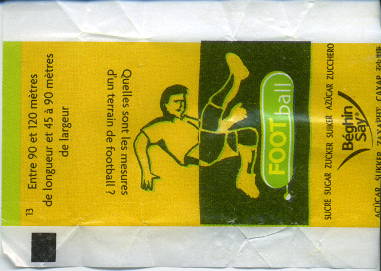 FOOTball
Quelles sont les mesures
d'un terrain de football ?
13
Entre 90 et 120 mètres
de longueur et 45 à 90 mètres
de largeur
SUCRE SUGAR ZUCKER SUIKER AZÚCAR ZUCCHERO
Béghin
Say